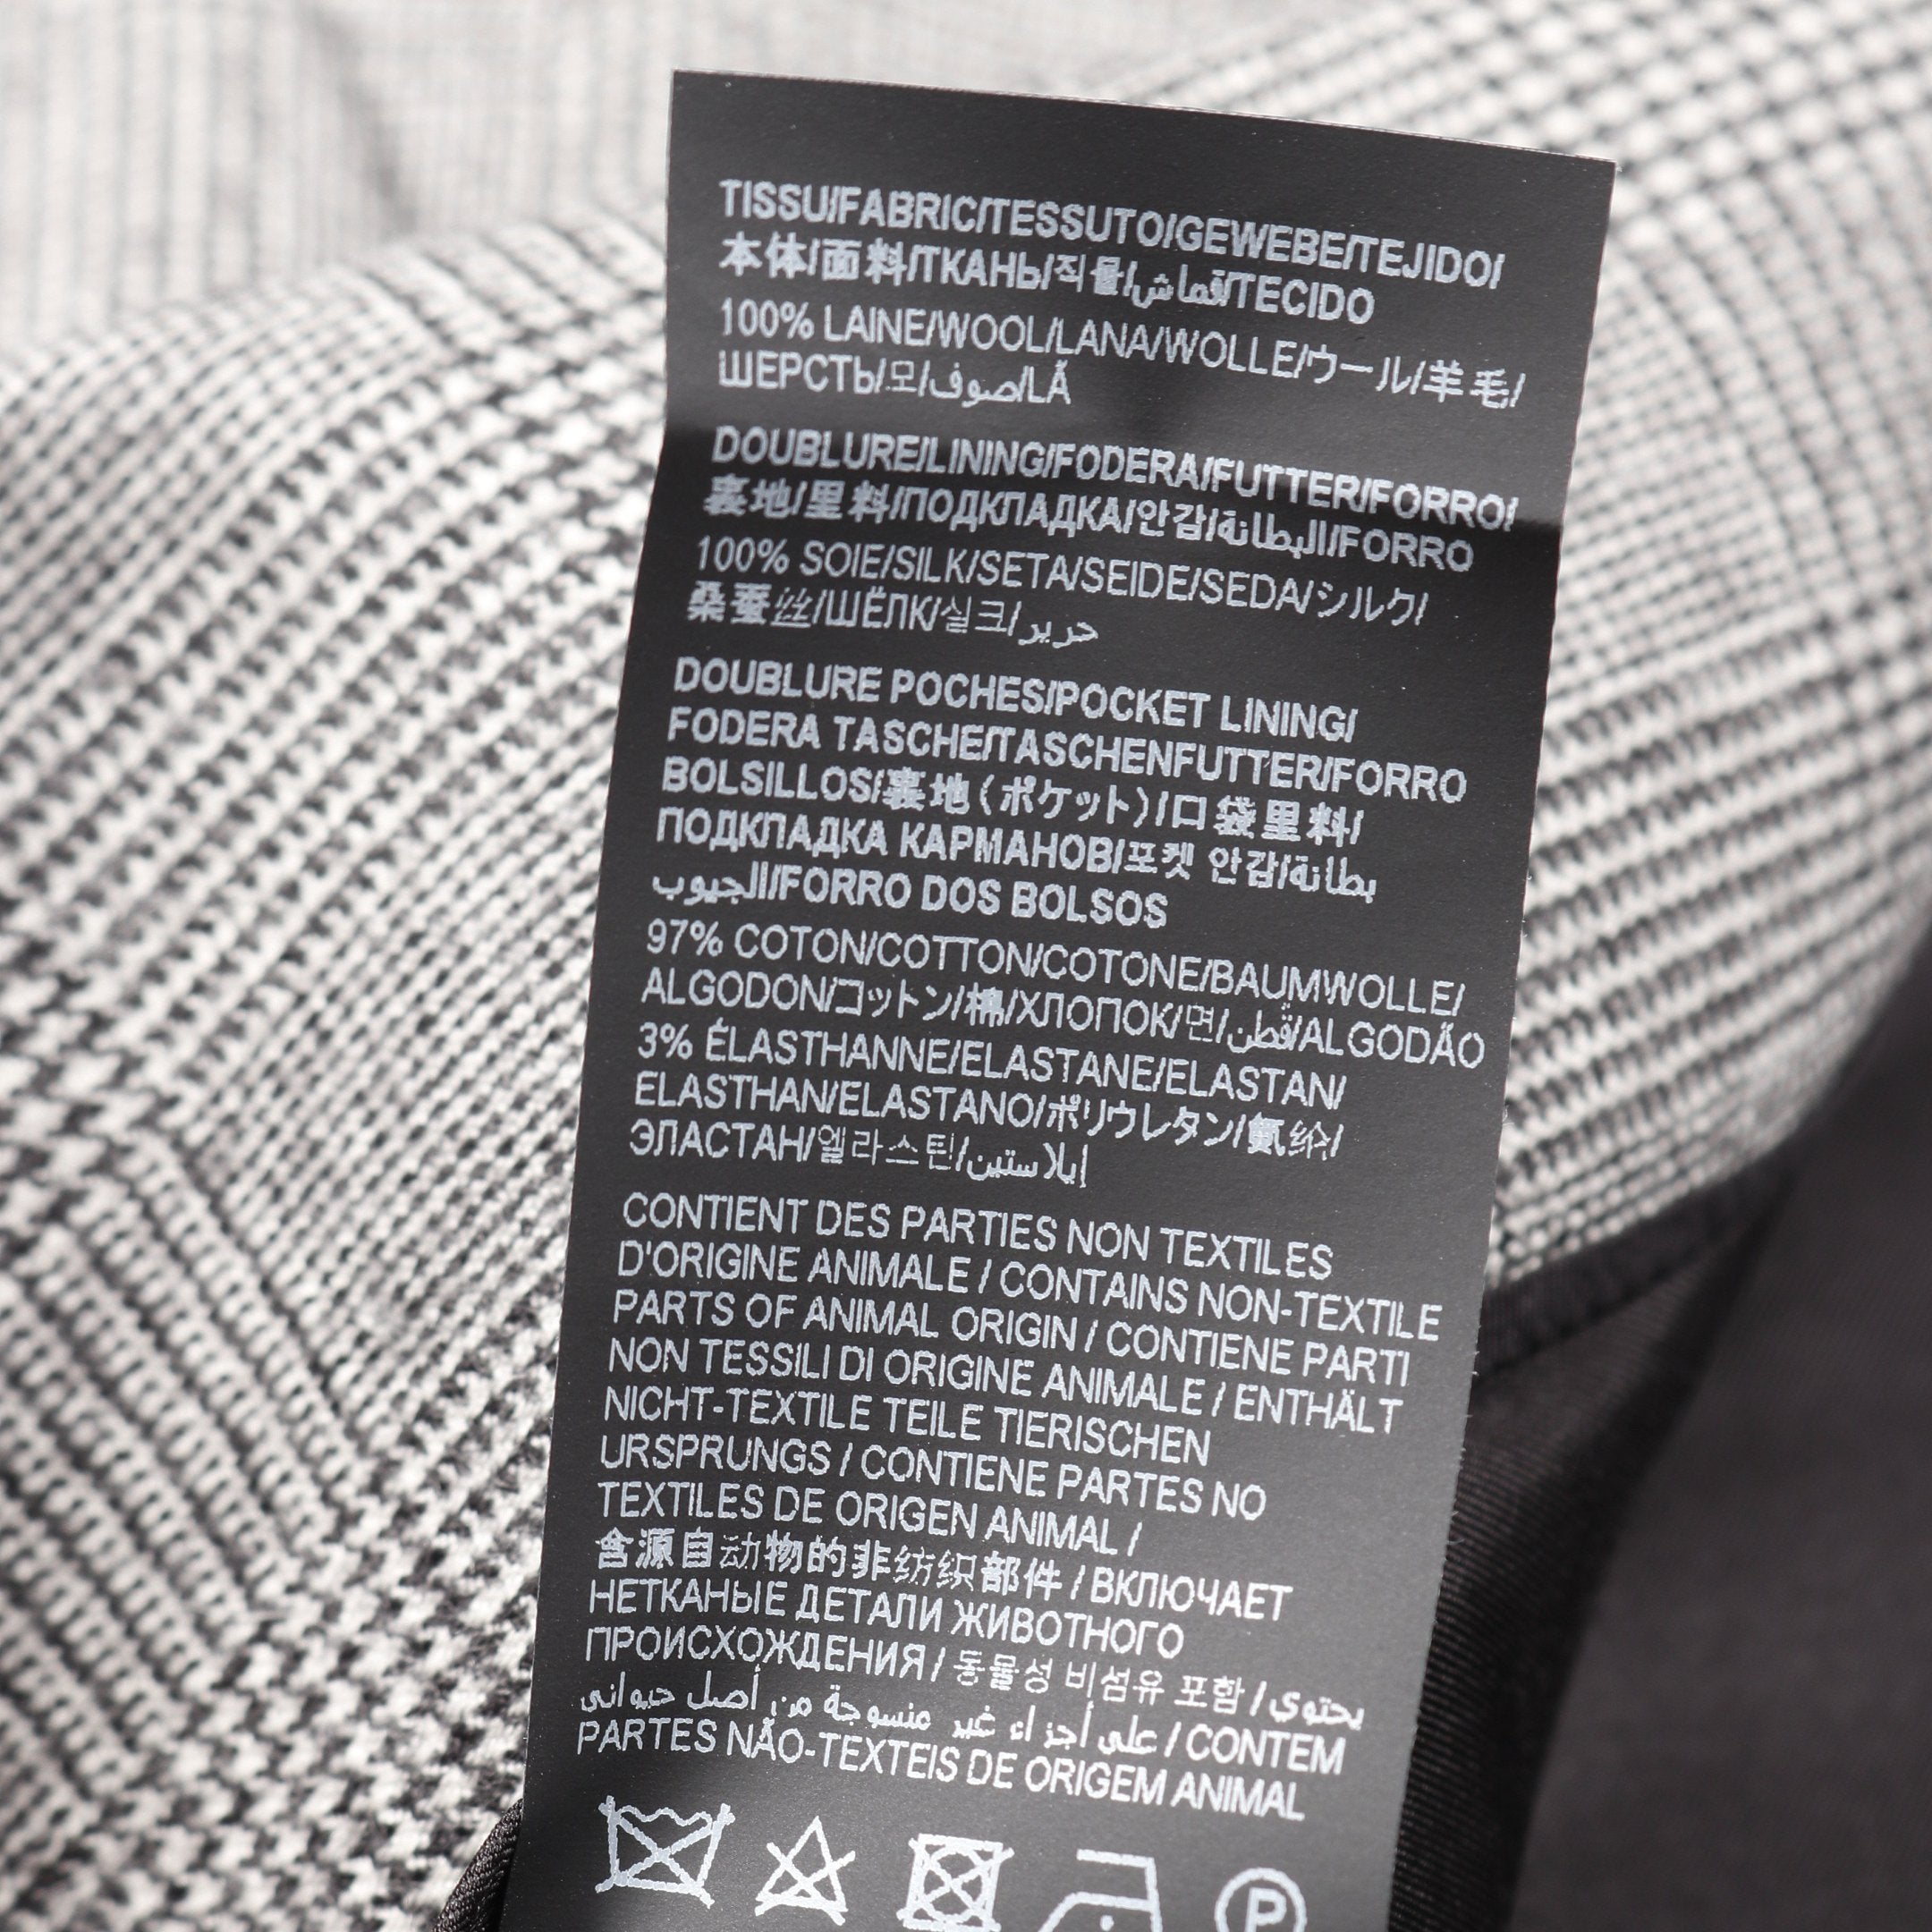 TISSU/FABRIC/TESSUTO/GEWEBE/TEJIDO/
本体/面料/ТКАНЬ/직물/قماش/TECIDO
100% LAINE/WOOL/LANA/WOLLE/ウール/羊毛/
ШЕРСТЬ/모/صوف/LÃ
DOUBLURE/LINING/FODERA/FUTTER/FORRO/
裏地/里料/ПОДКЛАДКА/안감/البطانة/FORRO
100% SOIE/SILK/SETA/SEIDE/SEDA/シルク/
桑蚕丝/ШЁЛК/실크/حرير
DOUBLURE POCHES/POCKET LINING/
FODERA TASCHE/TASCHENFUTTER/FORRO
BOLSILLOS/裏地(ポケット)/口袋里料/
ПОДКЛАДКА КАРМАНОВ/포켓 안감/بطانة
الجيوب/FORRO DOS BOLSOS
97% COTON/COTTON/COTONE/BAUMWOLLE/
ALGODON/コットン/棉/ХЛОПОК/면/قطن/ALGODÃO
3% ÉLASTHANNE/ELASTANE/ELASTAN/
ELASTHAN/ELASTANO/ポリウレタン/氨纶/
ЭЛАСТАН/엘라스틴/إيلاستين
CONTIENT DES PARTIES NON TEXTILES
D'ORIGINE ANIMALE / CONTAINS NON-TEXTILE
PARTS OF ANIMAL ORIGIN / CONTIENE PARTI
NON TESSILI DI ORIGINE ANIMALE / ENTHÄLT
NICHT-TEXTILE TEILE TIERISCHEN
URSPRUNGS / CONTIENE PARTES NO
TEXTILES DE ORIGEN ANIMAL /
含源自动物的非纺织部件 / ВКЛЮЧАЕТ
НЕТКАНЫЕ ДЕТАЛИ ЖИВОТНОГО
ПРОИСХОЖДЕНИЯ / 동물성 비섬유 포함 / يحتوي
على أجزاء غير منسوجة من أصل حيواني / CONTEM
PARTES NÃO-TEXTEIS DE ORIGEM ANIMAL
P